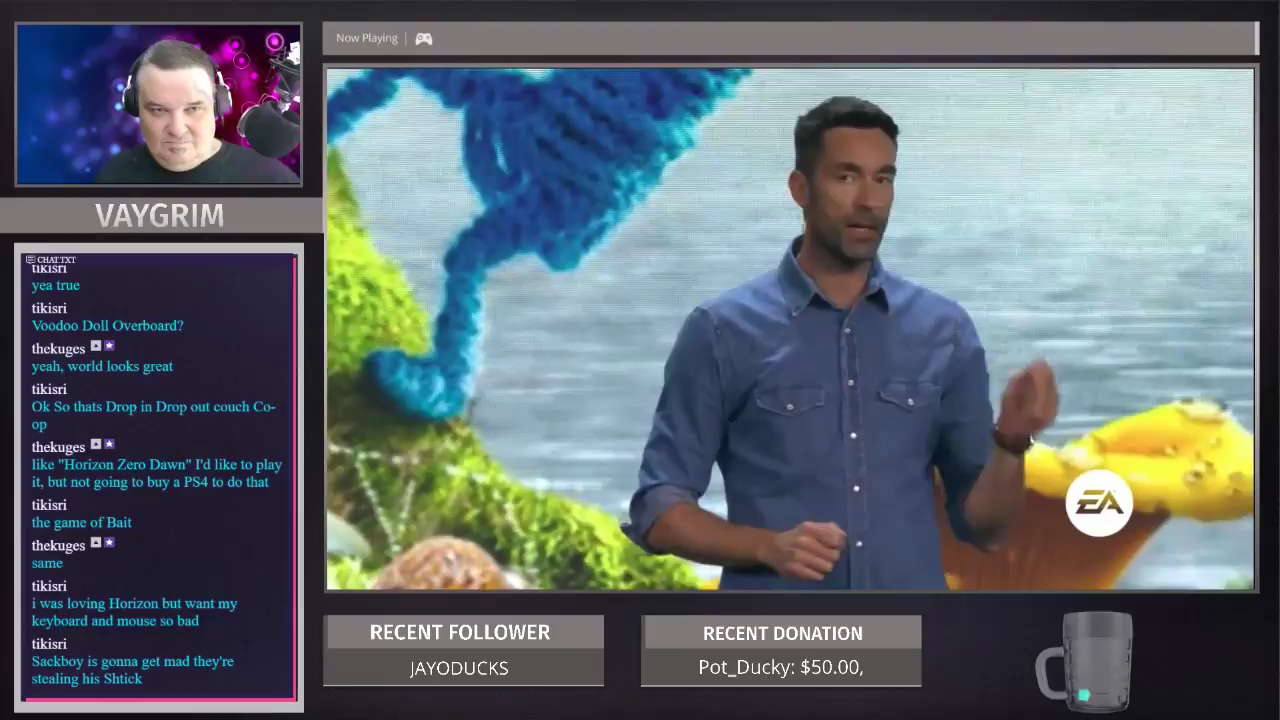 Now Playing |
VAYGRIM
CHAT.TXT
tikisri
yea true
tikisri
Voodoo Doll Overboard?
thekuges
yeah, world looks great
tikisri
Ok So thats Drop in Drop out couch Co-
op
thekuges
like "Horizon Zero Dawn" I'd like to play
it, but not going to buy a PS4 to do that
tikisri
the game of Bait
thekuges
same
tikisri
i was loving Horizon but want my
keyboard and mouse so bad
tikisri
Sackboy is gonna get mad they're
stealing his Shtick
EA
RECENT FOLLOWER
JAYODUCKS
RECENT DONATION
Pot_Ducky: $50.00,